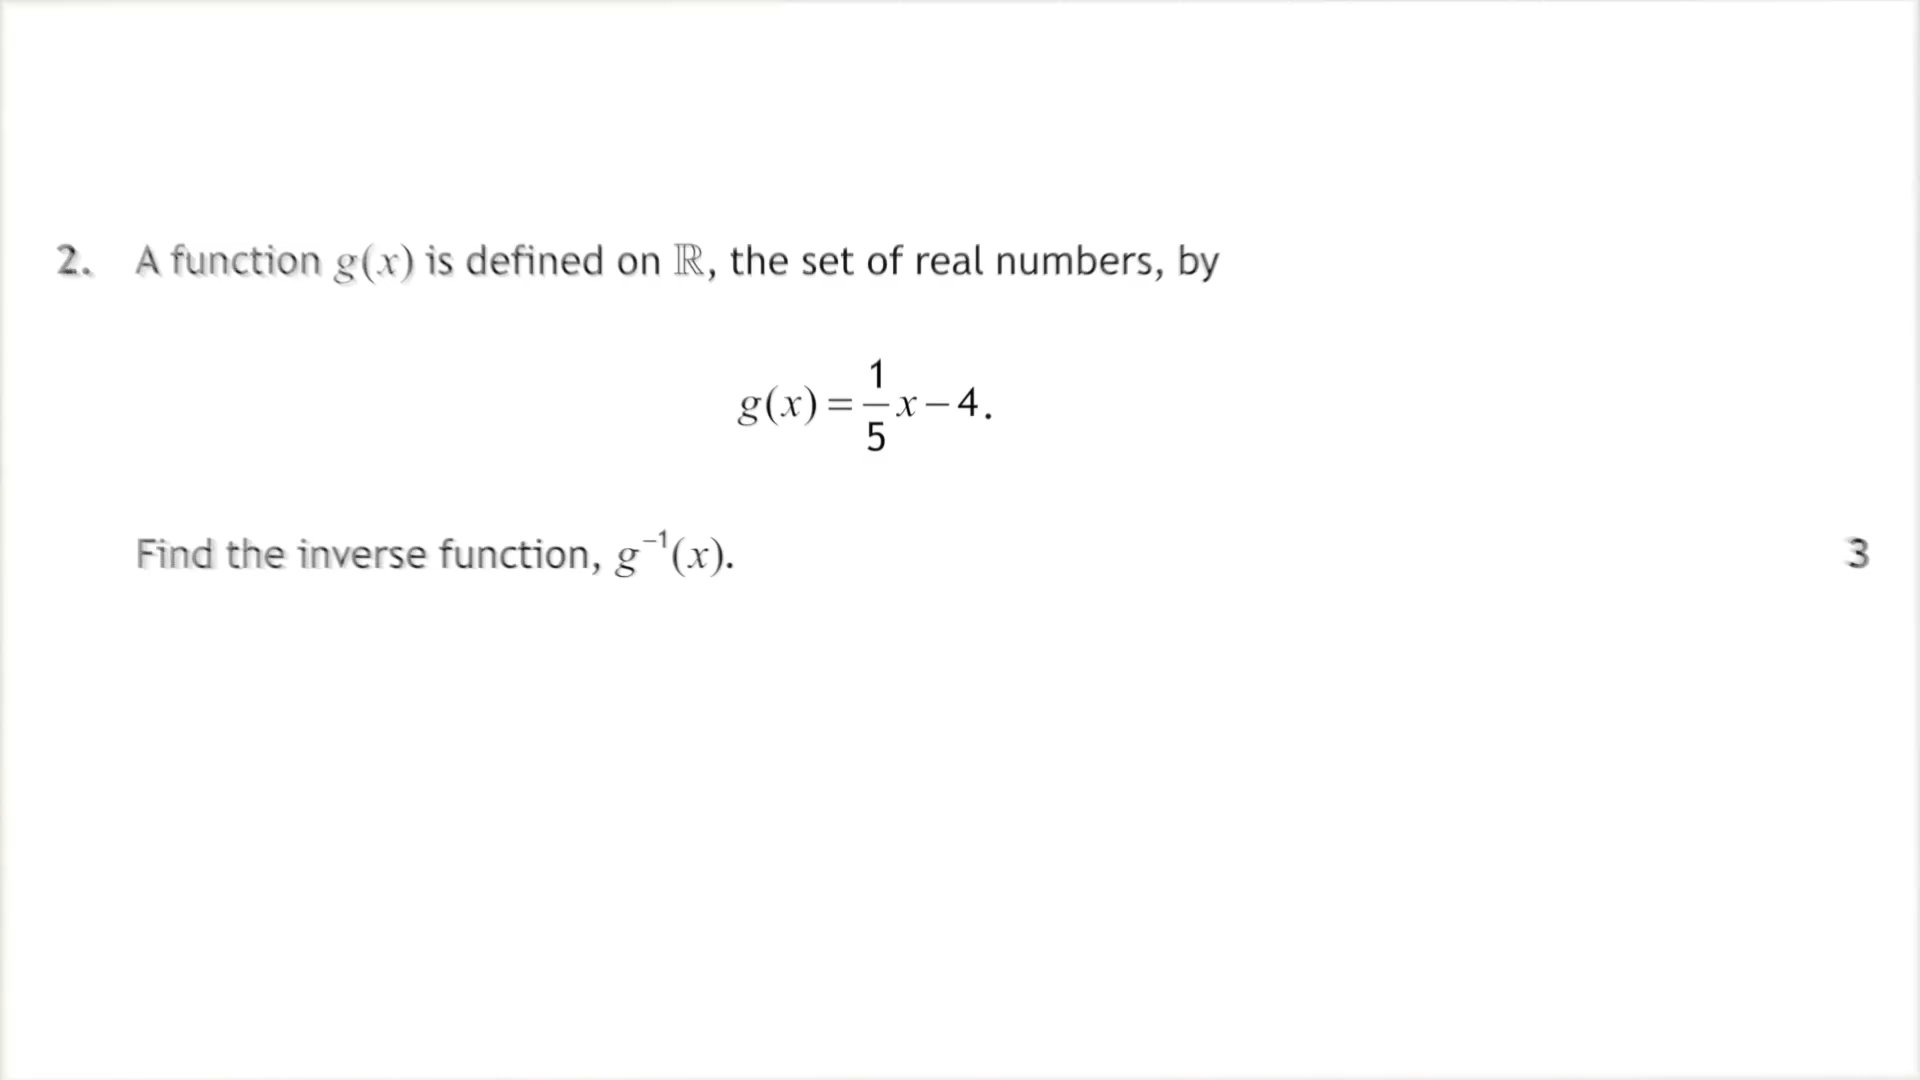 2. A function g(x) is defined on ℝ, the set of real numbers, by
g(x) = 1/5 x − 4.
Find the inverse function, g⁻¹(x). 3